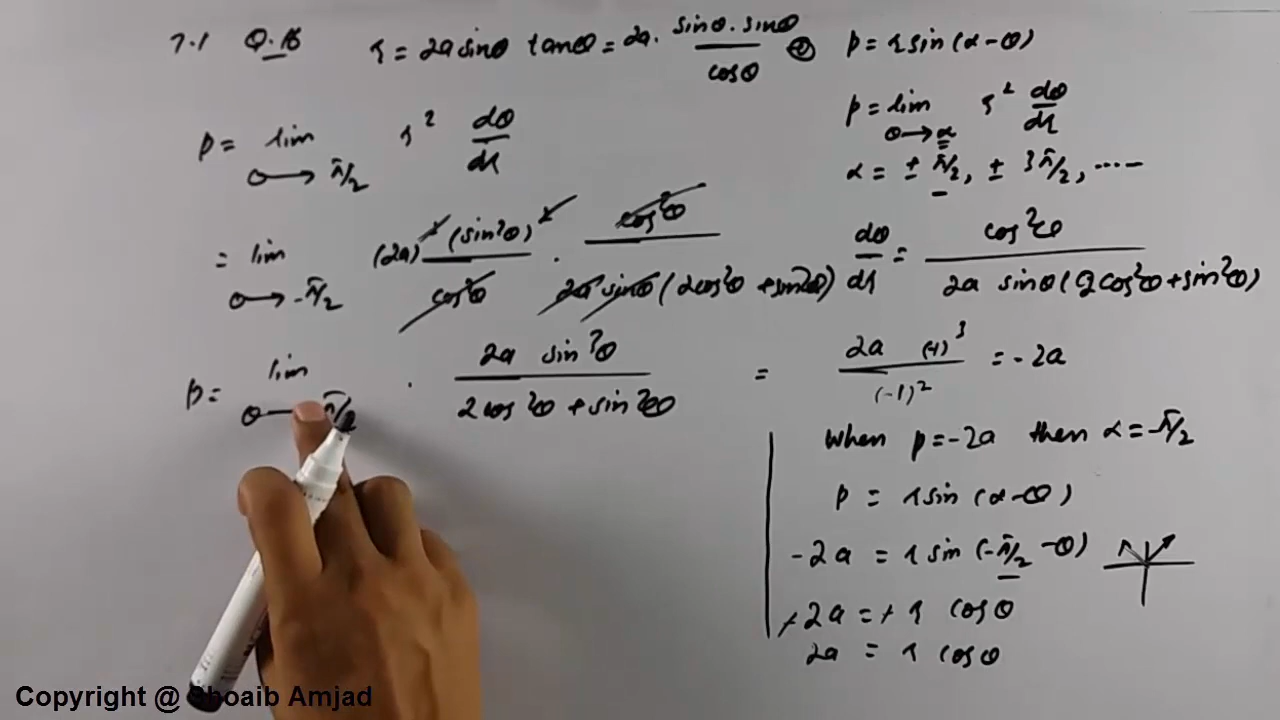 7.1 Q.18 r = 2a sinθ tanθ = 2a. sinθ. sinθ / cosθ
p = r sin(α-θ)
p = lim θ→α r² dθ/dr
α = ± π/2, ± 3π/2, ....
dθ/dr = cos²θ / 2a sinθ (2cos²θ + sin²θ)
p = lim θ→ π/2 r² dθ/dr
= lim θ→ -π/2 (2a)² (sin²θ)² / cos²θ . cos²θ / 2a sinθ (2cos²θ + sin²θ)
p = lim θ→ π/2 . 2a sin³θ / 2cos²θ + sin²θ = 2a (-1)³ / (-1)² = -2a
When p = -2a then α = -π/2
p = r sin(α-θ)
-2a = r sin(-π/2 -θ)
+2a = + r cosθ
2a = r cosθ
Copyright @ Shoaib Amjad